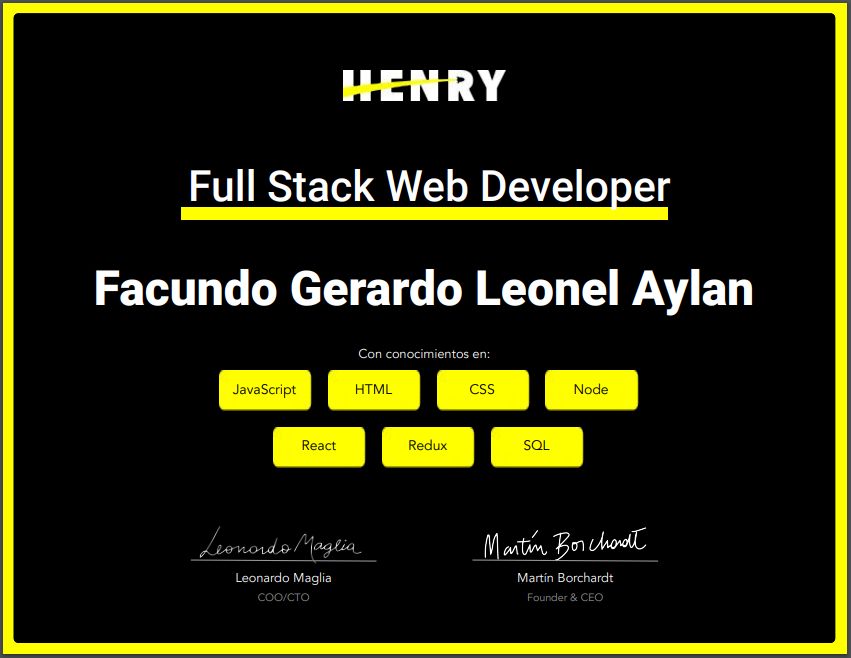 HENRY
Full Stack Web Developer
Facundo Gerardo Leonel Aylan
Con conocimientos en:
JavaScript HTML CSS Node
React Redux SQL
Leonardo Maglia Martín Borchardt
Leonardo Maglia Martín Borchardt
COO/CTO Founder & CEO